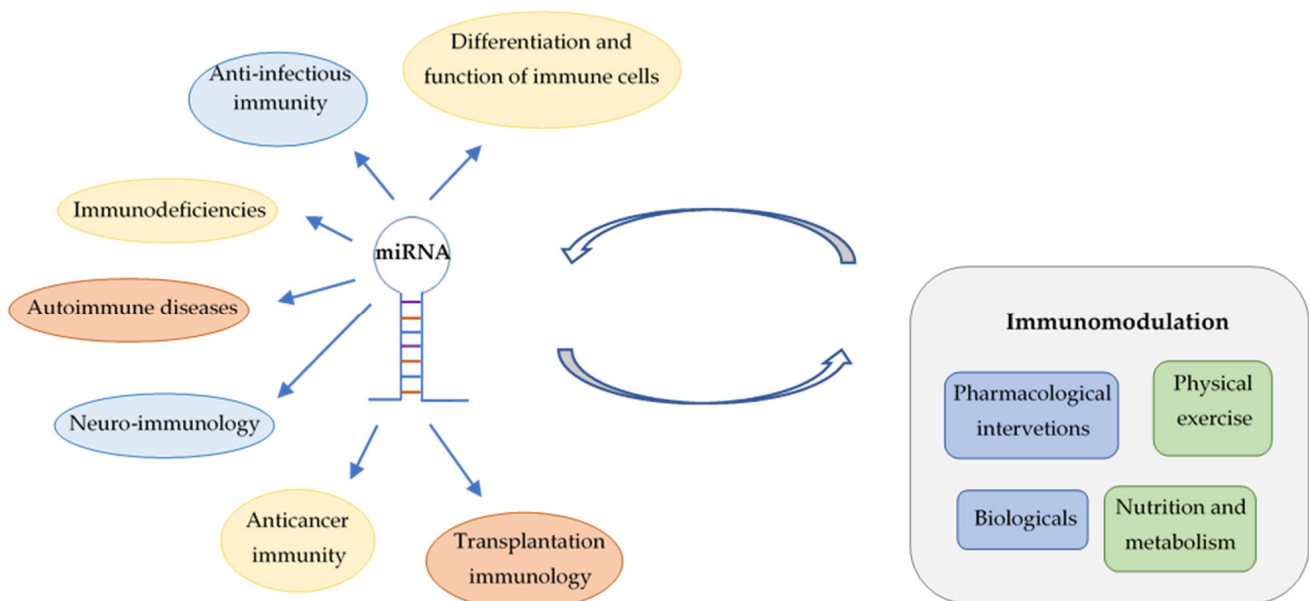 Differentiation and
function of immune cells
Anti-infectious
immunity
Immunodeficiencies
miRNA
Autoimmune diseases
Neuro-immunology
Anticancer
immunity
Transplantation
immunology
Immunomodulation
Pharmacological
intervetions
Physical
exercise
Biologicals
Nutrition and
metabolism